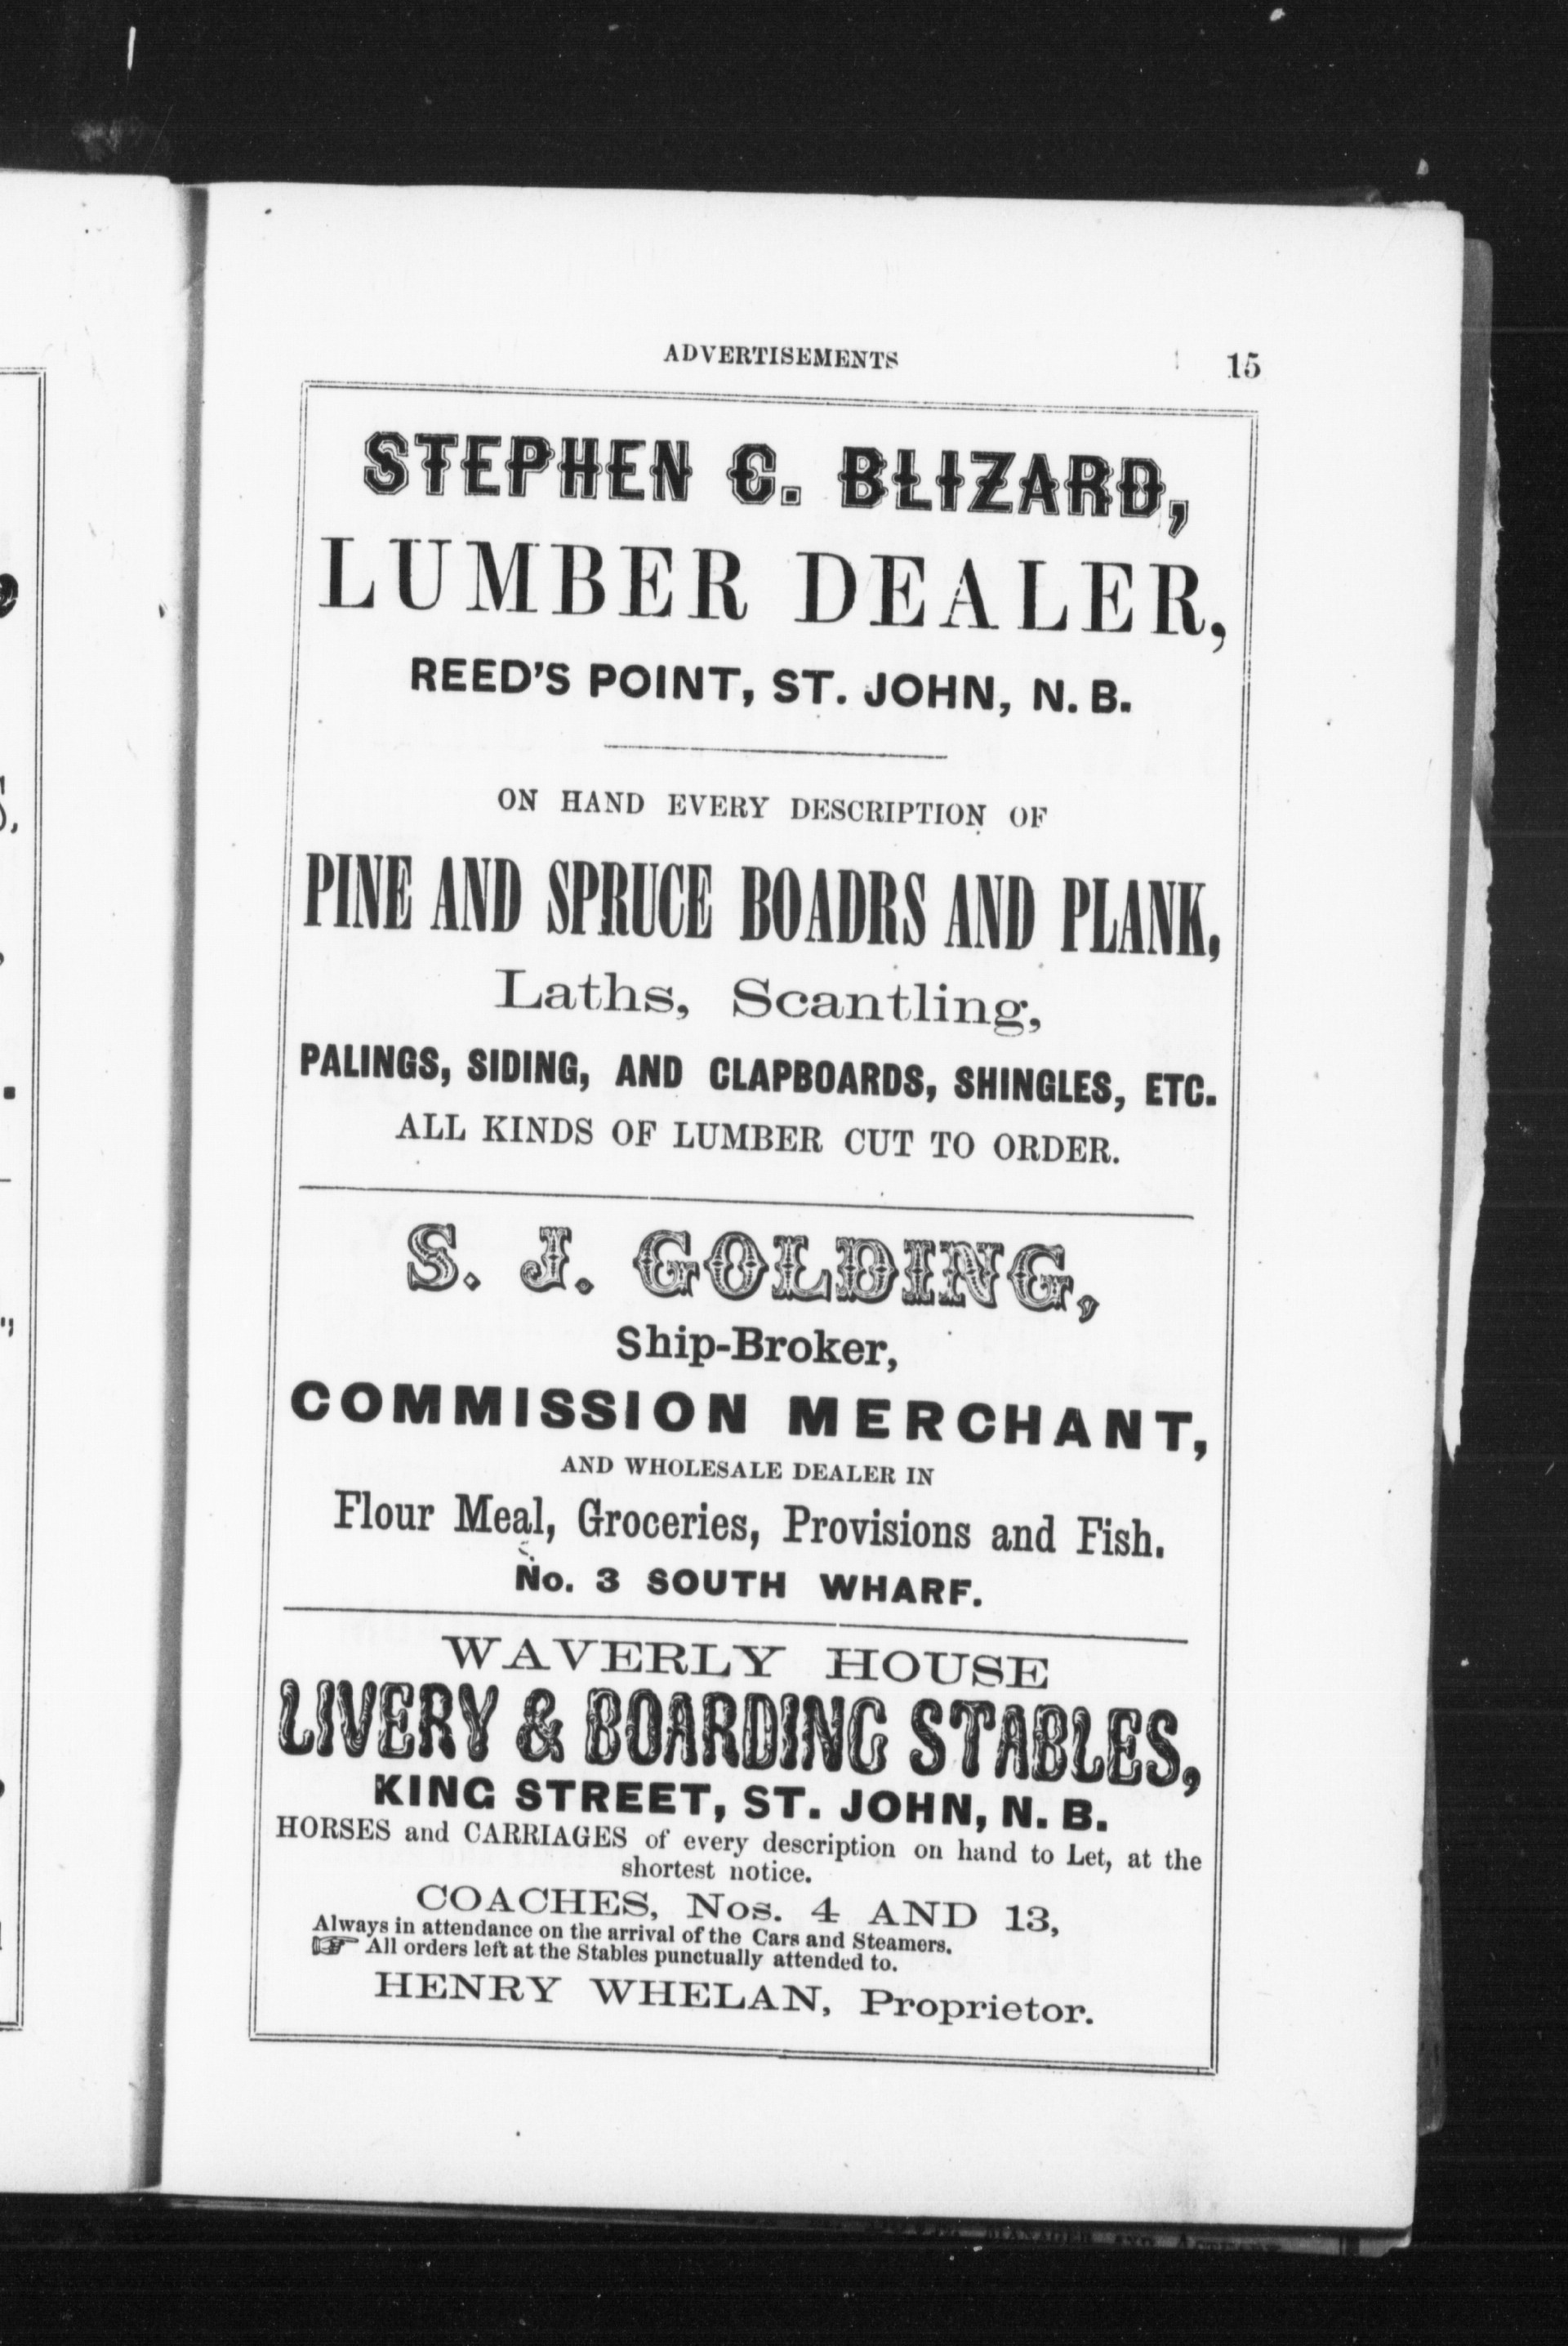 ADVERTISEMENTS 15
STEPHEN C. BLIZARD,
LUMBER DEALER,
REED'S POINT, ST. JOHN, N. B.
ON HAND EVERY DESCRIPTION OF
PINE AND SPRUCE BOADRS AND PLANK,
Laths, Scantling,
PALINGS, SIDING, AND CLAPBOARDS, SHINGLES, ETC.
ALL KINDS OF LUMBER CUT TO ORDER.
S. J. GOLDING,
Ship-Broker,
COMMISSION MERCHANT,
AND WHOLESALE DEALER IN
Flour Meal, Groceries, Provisions and Fish.
No. 3 SOUTH WHARF.
WAVERLY HOUSE
LIVERY & BOARDING STABLES,
KING STREET, ST. JOHN, N. B.
HORSES and CARRIAGES of every description on hand to Let, at the
shortest notice.
COACHES, Nos. 4 AND 13,
Always in attendance on the arrival of the Cars and Steamers.
☞ All orders left at the Stables punctually attended to.
HENRY WHELAN, Proprietor.
MANAGER AND